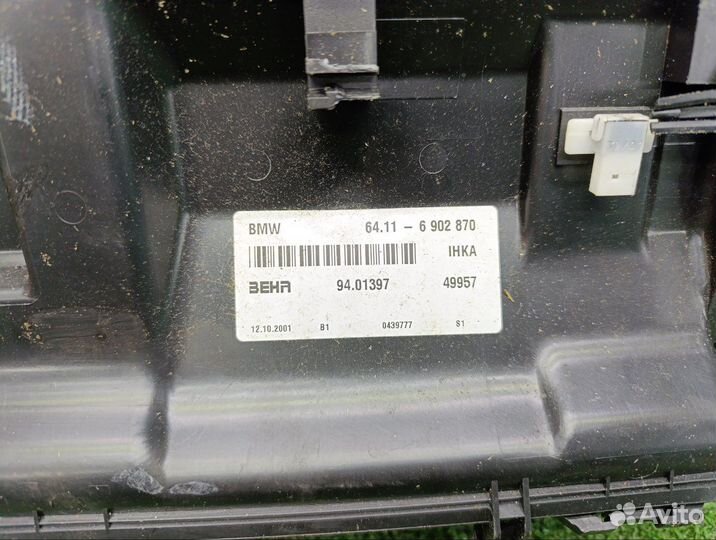 BMW 64.11 – 6 902 870
IHKA
BEHR 94.01397 49957
12.10.2001 B1 0439777 S1
Avito